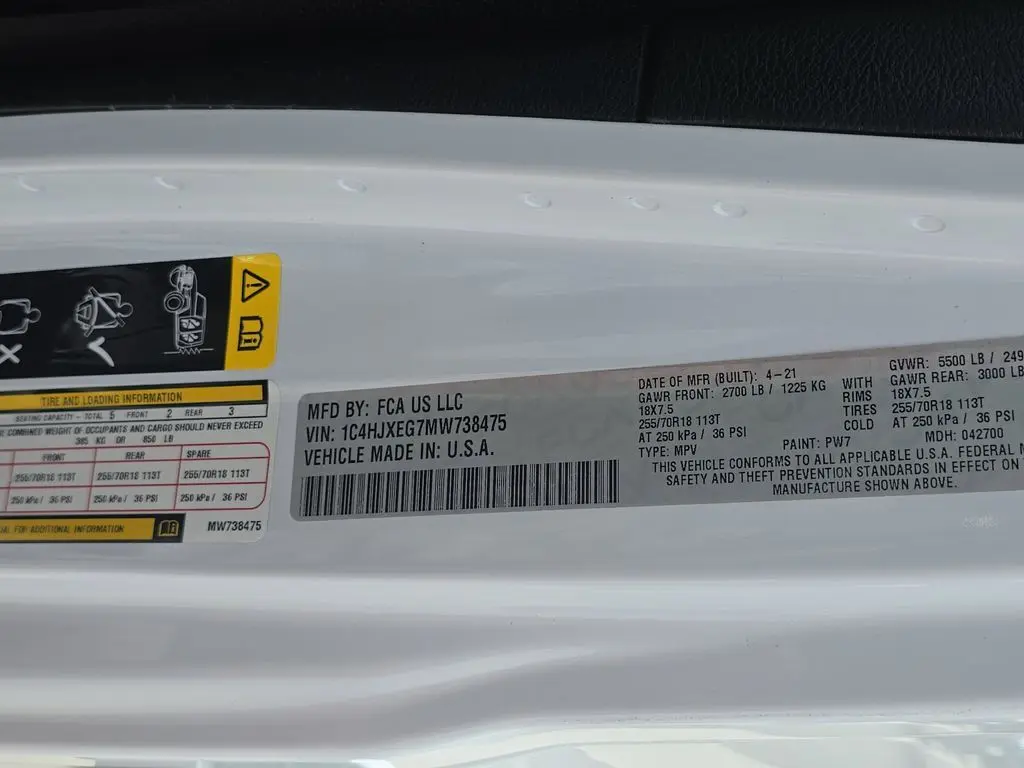 TIRE AND LOADING INFORMATION
SEATING CAPACITY - TOTAL 5 FRONT 2 REAR 3
COMBINED WEIGHT OF OCCUPANTS AND CARGO SHOULD NEVER EXCEED
385 KG OR 850 LB
FRONT REAR SPARE
255/70R18 113T 255/70R18 113T 255/70R18 113T
250 kPa / 36 PSI 250 kPa / 36 PSI 250 kPa / 36 PSI
FOR ADDITIONAL INFORMATION
MW738475
MFD BY: FCA US LLC
VIN: 1C4HJXEG7MW738475
VEHICLE MADE IN: U.S.A.
DATE OF MFR (BUILT): 4-21 GVWR: 5500 LB / 249
GAWR FRONT: 2700 LB / 1225 KG WITH GAWR REAR: 3000 LB
18X7.5 RIMS 18X7.5
255/70R18 113T TIRES 255/70R18 113T
AT 250 kPa / 36 PSI COLD AT 250 kPa / 36 PSI
TYPE: MPV PAINT: PW7 MDH: 042700
THIS VEHICLE CONFORMS TO ALL APPLICABLE U.S.A. FEDERAL
SAFETY AND THEFT PREVENTION STANDARDS IN EFFECT ON
MANUFACTURE SHOWN ABOVE.